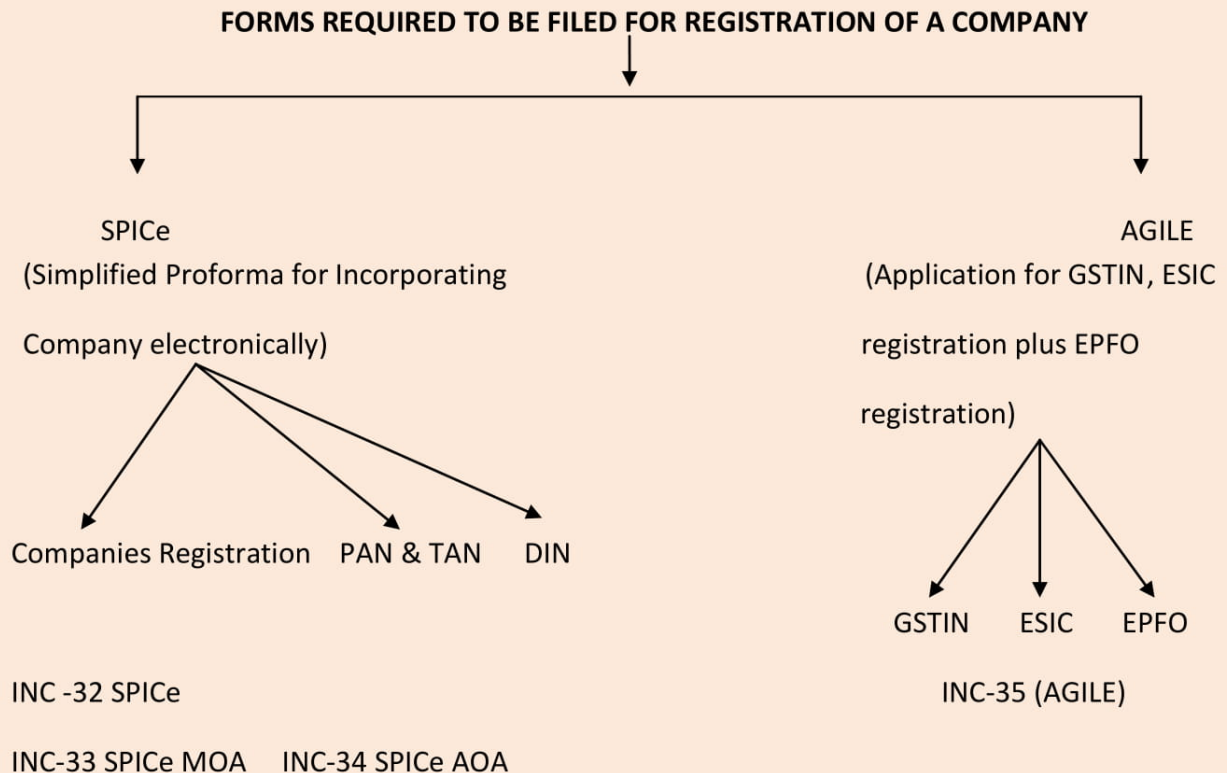 FORMS REQUIRED TO BE FILED FOR REGISTRATION OF A COMPANY
SPICe
(Simplified Proforma for Incorporating
Company electronically)
Companies Registration PAN & TAN DIN
INC -32 SPICe
INC-33 SPICe MOA INC-34 SPICe AOA
AGILE
(Application for GSTIN, ESIC
registration plus EPFO
registration)
GSTIN ESIC EPFO
INC-35 (AGILE)